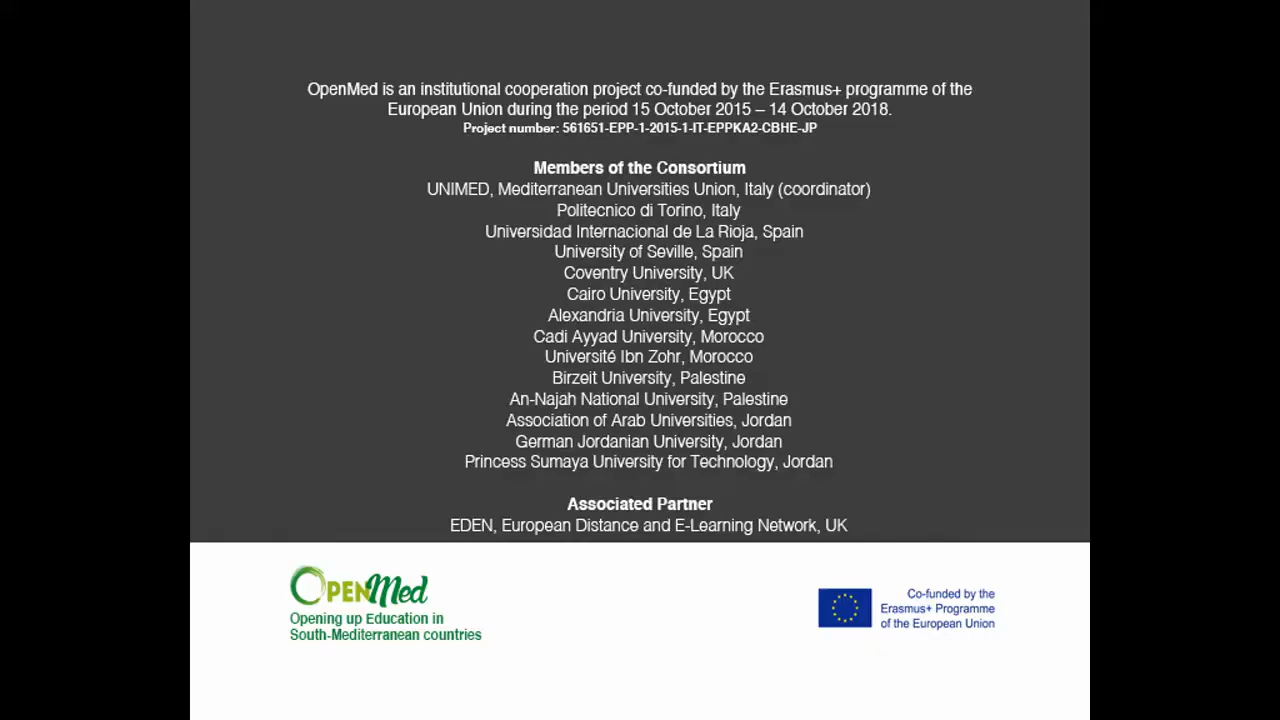 OpenMed is an institutional cooperation project co-funded by the Erasmus+ programme of the
European Union during the period 15 October 2015 – 14 October 2018.
Project number: 561651-EPP-1-2015-1-IT-EPPKA2-CBHE-JP
Members of the Consortium
UNIMED, Mediterranean Universities Union, Italy (coordinator)
Politecnico di Torino, Italy
Universidad Internacional de La Rioja, Spain
University of Seville, Spain
Coventry University, UK
Cairo University, Egypt
Alexandria University, Egypt
Cadi Ayyad University, Morocco
Université Ibn Zohr, Morocco
Birzeit University, Palestine
An-Najah National University, Palestine
Association of Arab Universities, Jordan
German Jordanian University, Jordan
Princess Sumaya University for Technology, Jordan
Associated Partner
EDEN, European Distance and E-Learning Network, UK
OPENMed
Opening up Education in
South-Mediterranean countries
Co-funded by the
Erasmus+ Programme
of the European Union